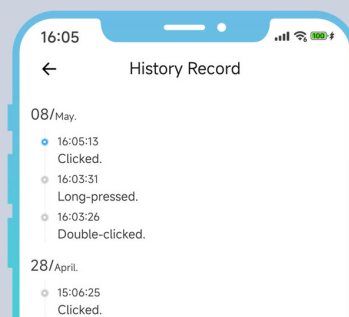 16:05
100
History Record
08/May.
16:05:13
Clicked.
16:03:31
Long-pressed.
16:03:26
Double-clicked.
28/April.
15:06:25
Clicked.